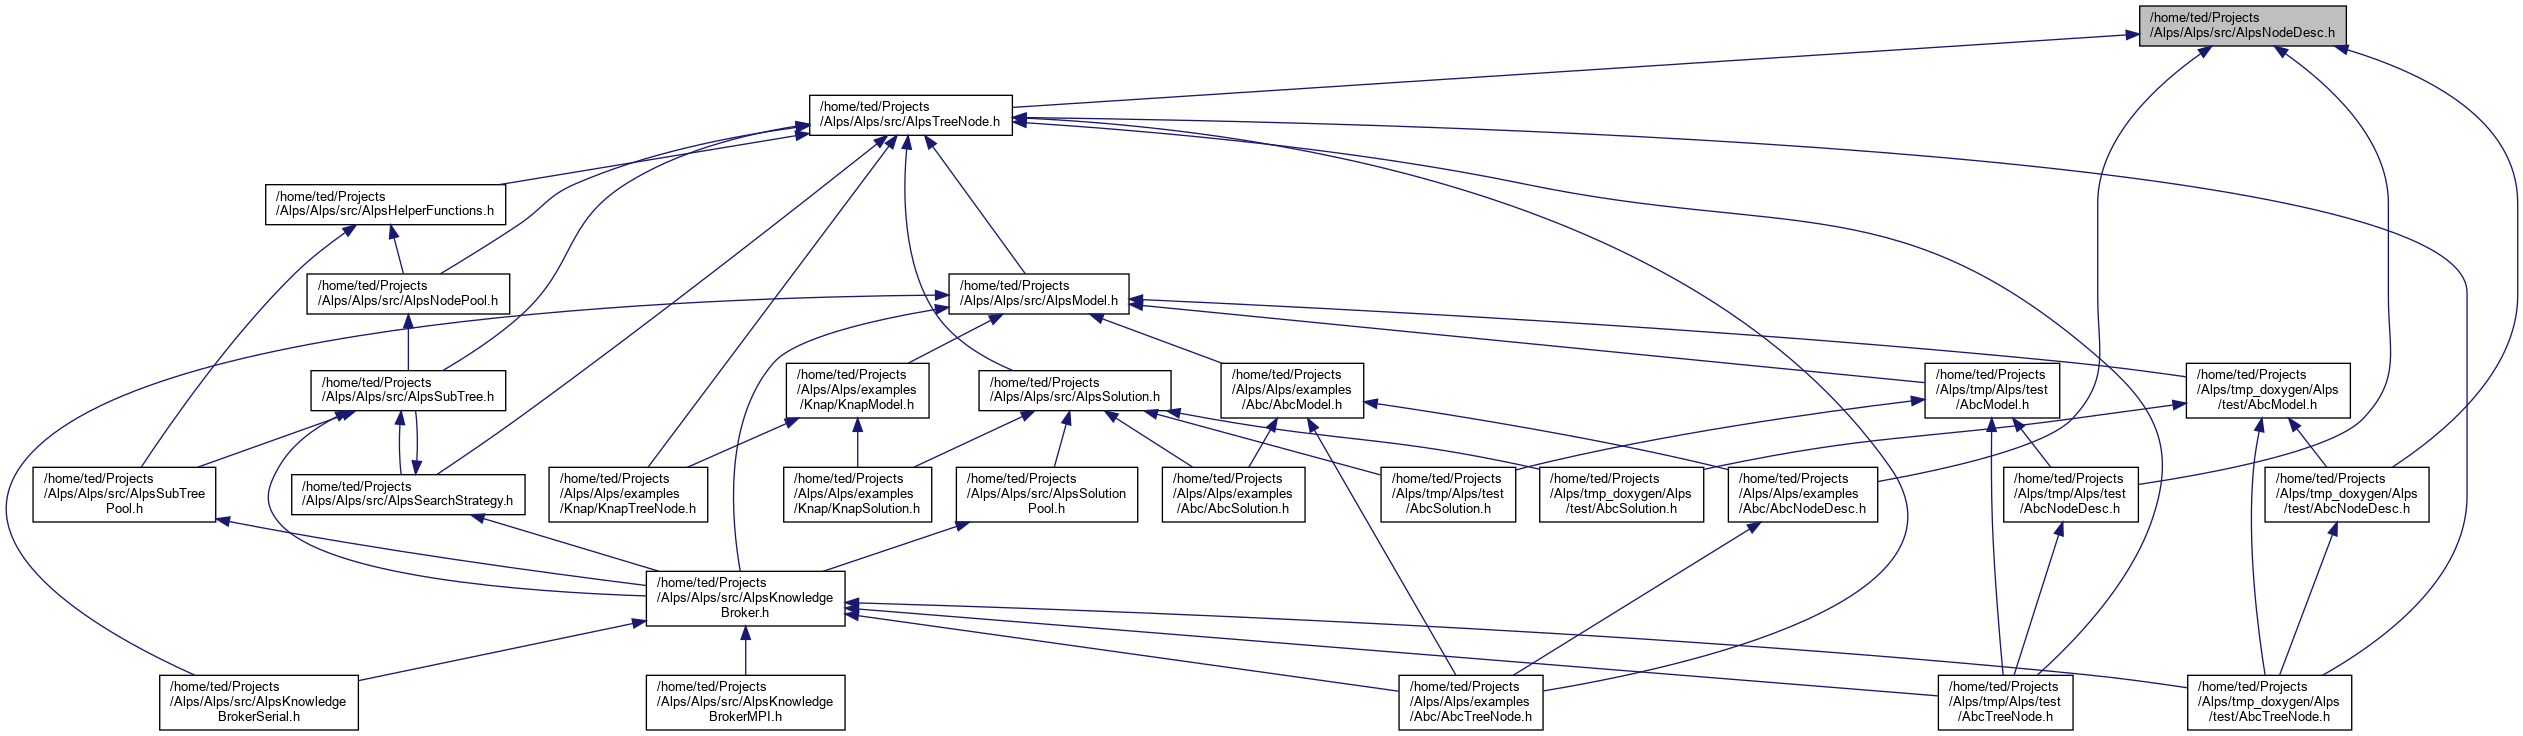 /home/ted/Projects
/Alps/Alps/src/AlpsNodeDesc.h
/home/ted/Projects
/Alps/Alps/src/AlpsTreeNode.h
/home/ted/Projects
/Alps/Alps/src/AlpsHelperFunctions.h
/home/ted/Projects
/Alps/Alps/src/AlpsNodePool.h
/home/ted/Projects
/Alps/Alps/src/AlpsModel.h
/home/ted/Projects
/Alps/Alps/src/AlpsSubTree.h
/home/ted/Projects
/Alps/Alps/examples
/Knap/KnapModel.h
/home/ted/Projects
/Alps/Alps/src/AlpsSolution.h
/home/ted/Projects
/Alps/Alps/examples
/Abc/AbcModel.h
/home/ted/Projects
/Alps/tmp/Alps/test
/AbcModel.h
/home/ted/Projects
/Alps/tmp_doxygen/Alps
/test/AbcModel.h
/home/ted/Projects
/Alps/Alps/src/AlpsSubTree
Pool.h
/home/ted/Projects
/Alps/Alps/src/AlpsSearchStrategy.h
/home/ted/Projects
/Alps/Alps/examples
/Knap/KnapTreeNode.h
/home/ted/Projects
/Alps/Alps/examples
/Knap/KnapSolution.h
/home/ted/Projects
/Alps/Alps/src/AlpsSolution
Pool.h
/home/ted/Projects
/Alps/Alps/examples
/Abc/AbcSolution.h
/home/ted/Projects
/Alps/tmp/Alps/test
/AbcSolution.h
/home/ted/Projects
/Alps/tmp_doxygen/Alps
/test/AbcSolution.h
/home/ted/Projects
/Alps/Alps/examples
/Abc/AbcNodeDesc.h
/home/ted/Projects
/Alps/tmp/Alps/test
/AbcNodeDesc.h
/home/ted/Projects
/Alps/tmp_doxygen/Alps
/test/AbcNodeDesc.h
/home/ted/Projects
/Alps/Alps/src/AlpsKnowledge
Broker.h
/home/ted/Projects
/Alps/Alps/src/AlpsKnowledge
BrokerSerial.h
/home/ted/Projects
/Alps/Alps/src/AlpsKnowledge
BrokerMPI.h
/home/ted/Projects
/Alps/Alps/examples
/Abc/AbcTreeNode.h
/home/ted/Projects
/Alps/tmp/Alps/test
/AbcTreeNode.h
/home/ted/Projects
/Alps/tmp_doxygen/Alps
/test/AbcTreeNode.h